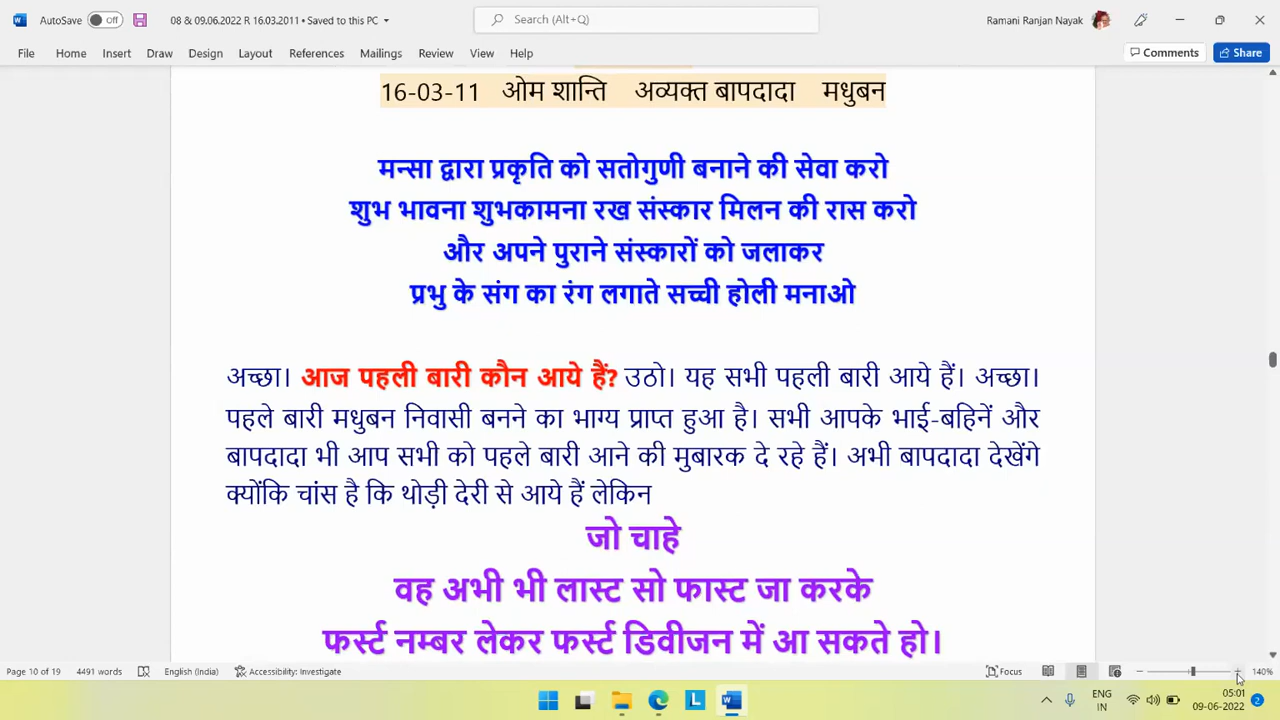 AutoSave Off 08 & 09.06.2022 R 16.03.2011 • Saved to this PC Search (Alt+Q) Ramani Ranjan Nayak
File Home Insert Draw Design Layout References Mailings Review View Help Comments Share
16-03-11 ओम शान्ति अव्यक्त बापदादा मधुबन
मन्सा द्वारा प्रकृति को सतोगुणी बनाने की सेवा करो
शुभ भावना शुभकामना रख संस्कार मिलन की रास करो
और अपने पुराने संस्कारों को जलाकर
प्रभु के संग का रंग लगाते सच्ची होली मनाओ
अच्छा। आज पहली बारी कौन आये हैं? उठो। यह सभी पहली बारी आये हैं। अच्छा।
पहले बारी मधुबन निवासी बनने का भाग्य प्राप्त हुआ है। सभी आपके भाई-बहिनें और
बापदादा भी आप सभी को पहले बारी आने की मुबारक दे रहे हैं। अभी बापदादा देखेंगे
क्योंकि चांस है कि थोड़ी देरी से आये हैं लेकिन
जो चाहे
वह अभी भी लास्ट सो फास्ट जा करके
फर्स्ट नम्बर लेकर फर्स्ट डिवीजन में आ सकते हो।
Page 10 of 19 4491 words English (India) Accessibility: Investigate Focus 140%
ENG 05:01
IN 09-06-2022 2